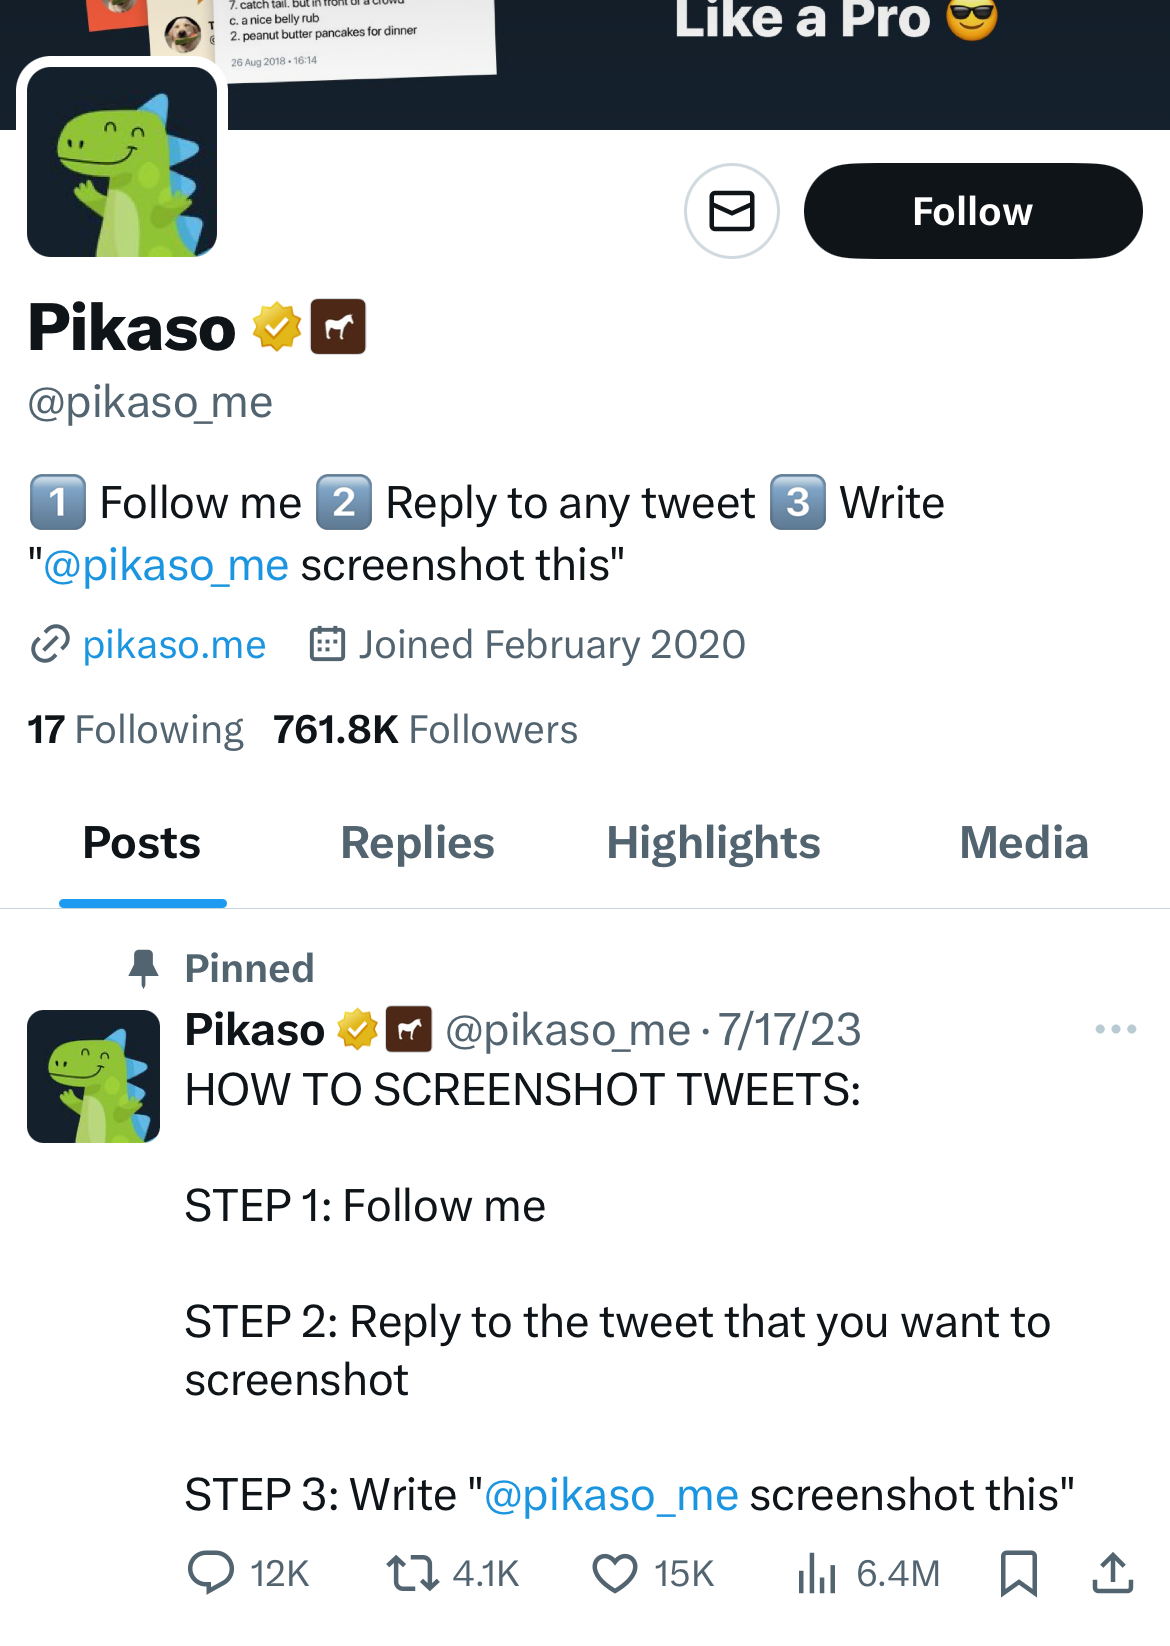 7. catch tail. but in front of a crowd
c. a nice belly rub
2. peanut butter pancakes for dinner
26 Aug 2018 • 16:14
Like a Pro 😎
Follow
Pikaso
@pikaso_me
1️⃣ Follow me 2️⃣ Reply to any tweet 3️⃣ Write
"@pikaso_me screenshot this"
pikaso.me Joined February 2020
17 Following 761.8K Followers
Posts Replies Highlights Media
Pinned
Pikaso @pikaso_me · 7/17/23
HOW TO SCREENSHOT TWEETS:
STEP 1: Follow me
STEP 2: Reply to the tweet that you want to
screenshot
STEP 3: Write "@pikaso_me screenshot this"
12K 4.1K 15K 6.4M